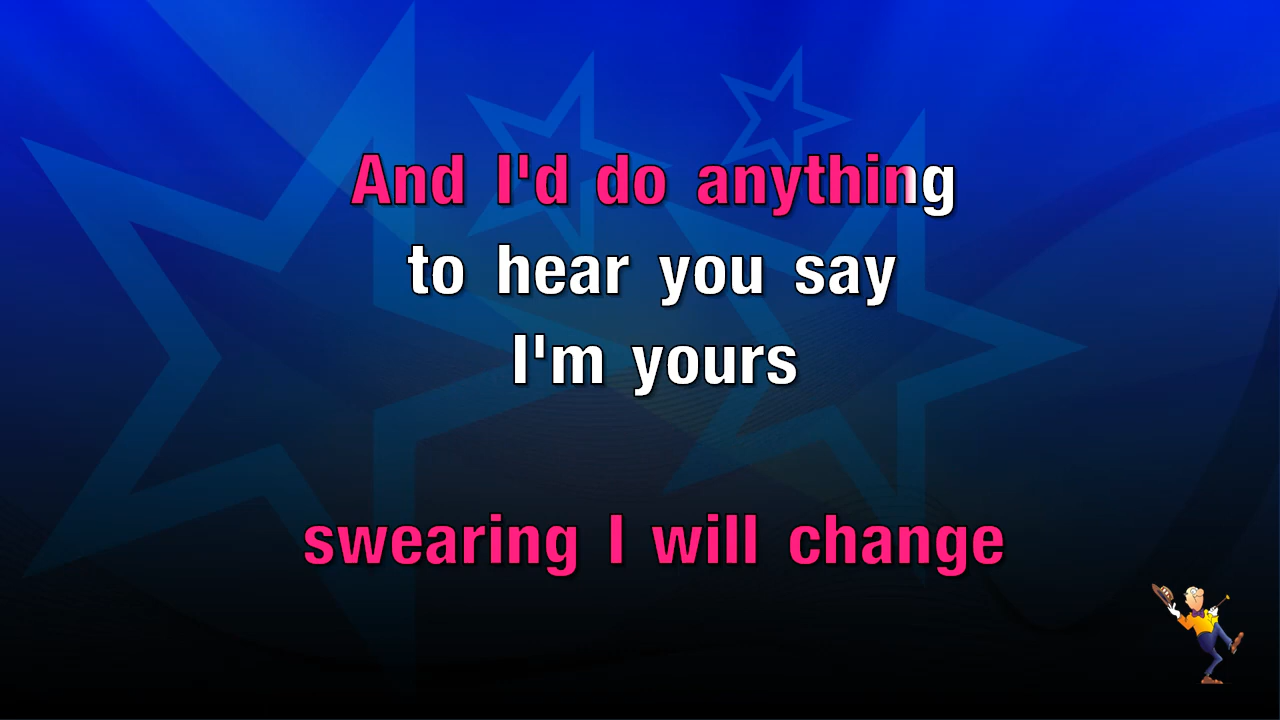 And I'd do anything
to hear you say
I'm yours
swearing I will change